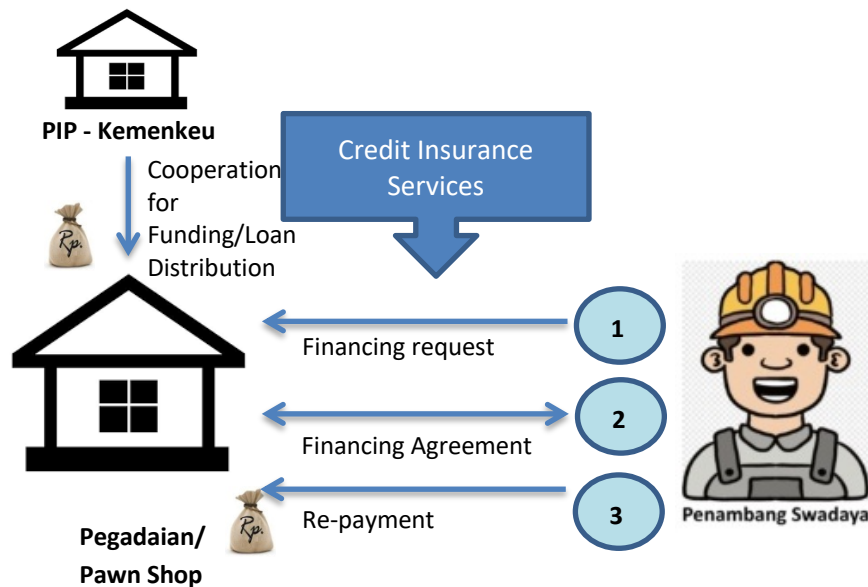 PIP - Kemenkeu
Cooperation
for
Funding/Loan
Distribution
Rp.
Credit Insurance
Services
1
Financing request
2
Financing Agreement
3
Re-payment
Rp.
Pegadaian/
Pawn Shop
Penambang Swadaya